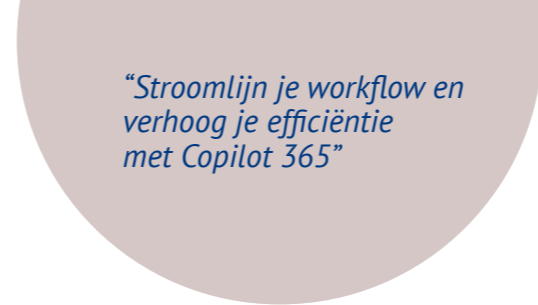 “Stroomlijn je workflow en
verhoog je efficiëntie
met Copilot 365”